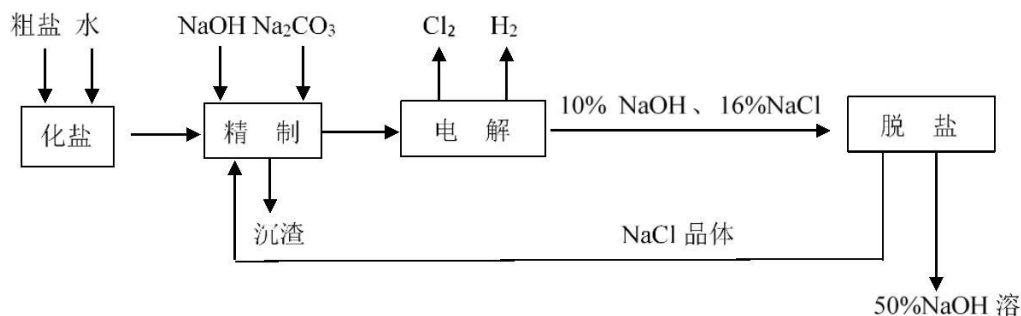 粗盐 水 NaOH Na₂CO₃ Cl₂ H₂
化盐 精 制 电 解 10% NaOH、16%NaCl 脱 盐
沉渣 NaCl 晶体
50%NaOH 溶